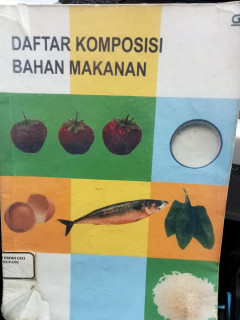 DAFTAR KOMPOSISI
BAHAN MAKANAN